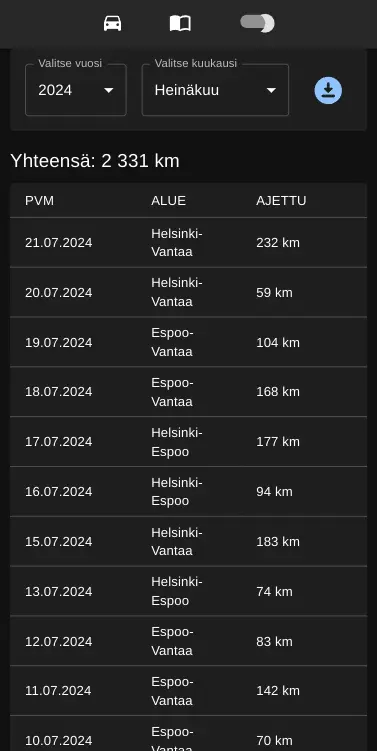 Valitse vuosi Valitse kuukausi
2024 Heinäkuu
Yhteensä: 2 331 km
PVM ALUE AJETTU
21.07.2024 Helsinki-
Vantaa 232 km
20.07.2024 Helsinki-
Vantaa 59 km
19.07.2024 Espoo-
Vantaa 104 km
18.07.2024 Espoo-
Vantaa 168 km
17.07.2024 Helsinki-
Espoo 177 km
16.07.2024 Helsinki-
Espoo 94 km
15.07.2024 Helsinki-
Vantaa 183 km
13.07.2024 Helsinki-
Espoo 74 km
12.07.2024 Espoo-
Vantaa 83 km
11.07.2024 Espoo-
Vantaa 142 km
10.07.2024 Espoo-
Vantaa 70 km